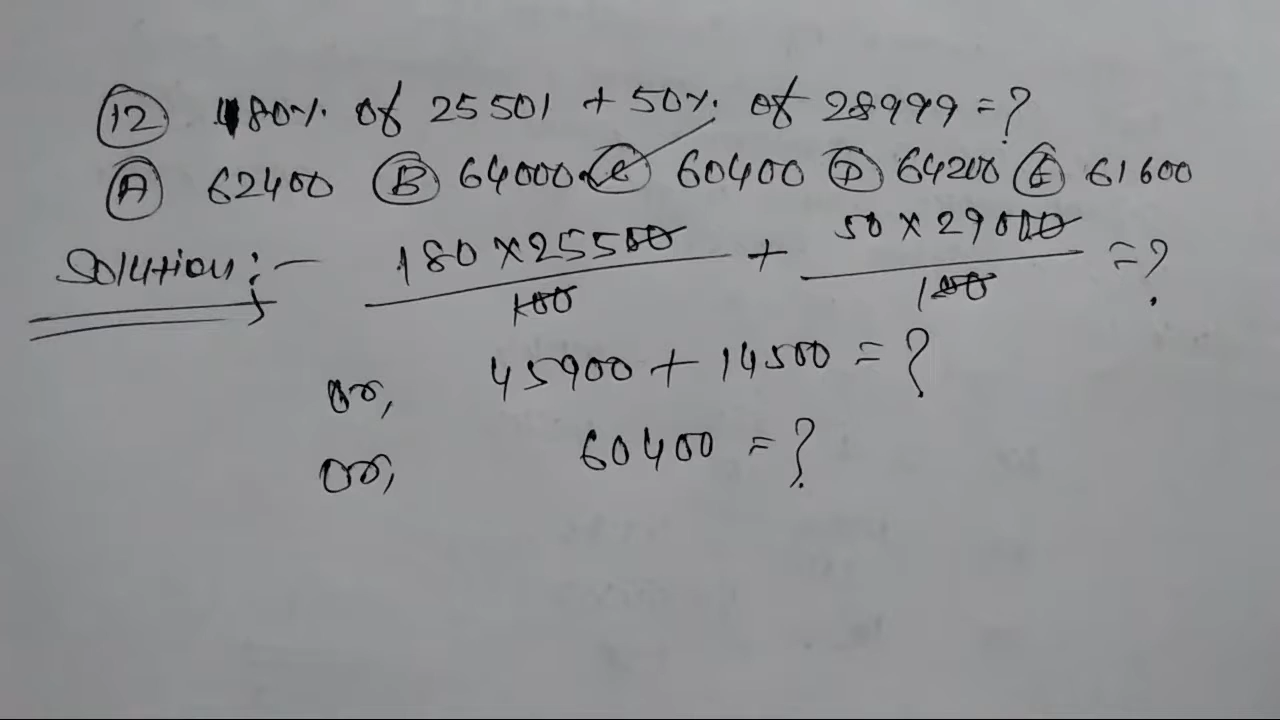 12 180% of 25501 + 50% of 28999 = ?
A 62400 B 64000 C 60400 D 64200 E 61600
Solution :- 180 × 25500 / 100 + 50 × 29000 / 100 = ?
or, 45900 + 14500 = ?
or, 60400 = ?